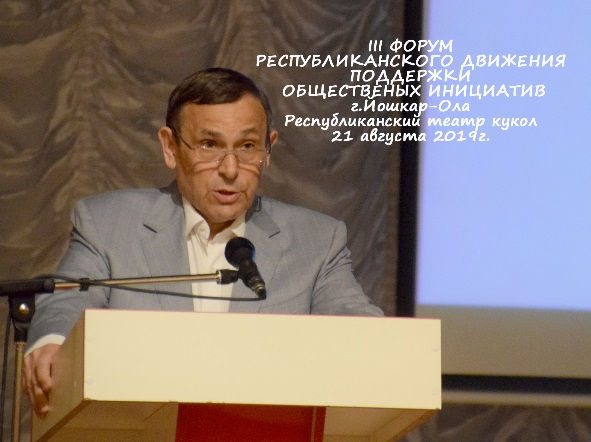 III ФОРУМ
РЕСПУБЛИКАНСКОГО ДВИЖЕНИЯ
ПОДДЕРЖКИ
ОБЩЕСТВЕНЫХ ИНИЦИАТИВ
г.Йошкар-Ола
Республиканский театр кукол
21 августа 2019г.